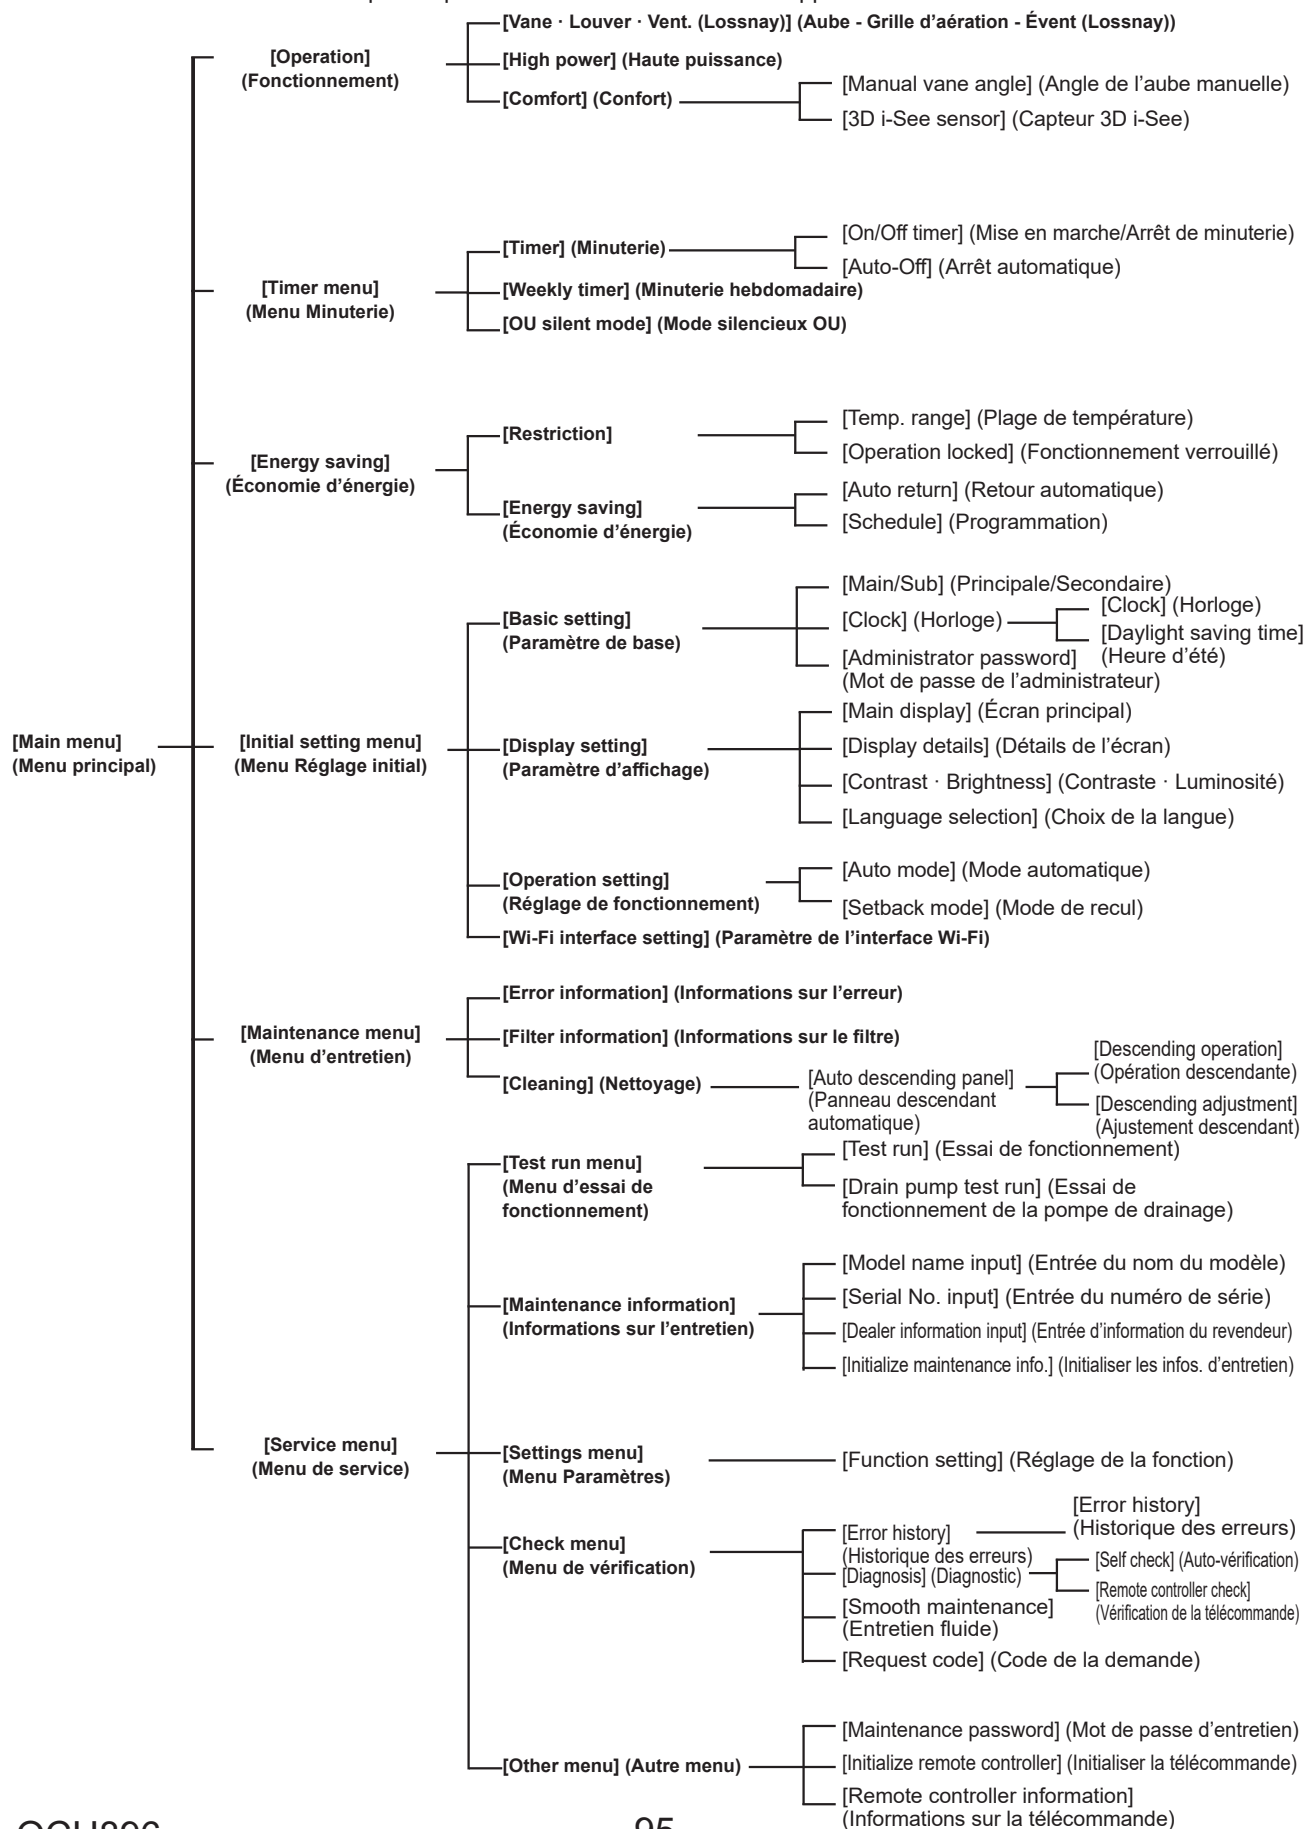 [Vane · Louver · Vent. (Lossnay)] (Aube - Grille d'aération - Évent (Lossnay))
[Operation]
(Fonctionnement)
[High power] (Haute puissance)
[Comfort] (Confort)
[Manual vane angle] (Angle de l'aube manuelle)
[3D i-See sensor] (Capteur 3D i-See)
[Timer menu]
(Menu Minuterie)
[Timer] (Minuterie)
[On/Off timer] (Mise en marche/Arrêt de minuterie)
[Auto-Off] (Arrêt automatique)
[Weekly timer] (Minuterie hebdomadaire)
[OU silent mode] (Mode silencieux OU)
[Energy saving]
(Économie d'énergie)
[Restriction]
[Temp. range] (Plage de température)
[Operation locked] (Fonctionnement verrouillé)
[Energy saving]
(Économie d'énergie)
[Auto return] (Retour automatique)
[Schedule] (Programmation)
[Main menu]
(Menu principal)
[Initial setting menu]
(Menu Réglage initial)
[Basic setting]
(Paramètre de base)
[Main/Sub] (Principale/Secondaire)
[Clock] (Horloge)
[Clock] (Horloge)
[Daylight saving time]
(Heure d'été)
[Administrator password]
(Mot de passe de l'administrateur)
[Display setting]
(Paramètre d'affichage)
[Main display] (Écran principal)
[Display details] (Détails de l'écran)
[Contrast · Brightness] (Contraste · Luminosité)
[Language selection] (Choix de la langue)
[Operation setting]
(Réglage de fonctionnement)
[Auto mode] (Mode automatique)
[Setback mode] (Mode de recul)
[Wi-Fi interface setting] (Paramètre de l'interface Wi-Fi)
[Maintenance menu]
(Menu d'entretien)
[Error information] (Informations sur l'erreur)
[Filter information] (Informations sur le filtre)
[Cleaning] (Nettoyage)
[Auto descending panel]
(Panneau descendant
automatique)
[Descending operation]
(Opération descendante)
[Descending adjustment]
(Ajustement descendant)
[Service menu]
(Menu de service)
[Test run menu]
(Menu d'essai de
fonctionnement)
[Test run] (Essai de fonctionnement)
[Drain pump test run] (Essai de
fonctionnement de la pompe de drainage)
[Maintenance information]
(Informations sur l'entretien)
[Model name input] (Entrée du nom du modèle)
[Serial No. input] (Entrée du numéro de série)
[Dealer information input] (Entrée d'information du revendeur)
[Initialize maintenance info.] (Initialiser les infos. d'entretien)
[Settings menu]
(Menu Paramètres)
[Function setting] (Réglage de la fonction)
[Check menu]
(Menu de vérification)
[Error history]
(Historique des erreurs)
[Error history]
(Historique des erreurs)
[Diagnosis] (Diagnostic)
[Self check] (Auto-vérification)
[Remote controller check]
(Vérification de la télécommande)
[Smooth maintenance]
(Entretien fluide)
[Request code] (Code de la demande)
[Other menu] (Autre menu)
[Maintenance password] (Mot de passe d'entretien)
[Initialize remote controller] (Initialiser la télécommande)
[Remote controller information]
(Informations sur la télécommande)
95